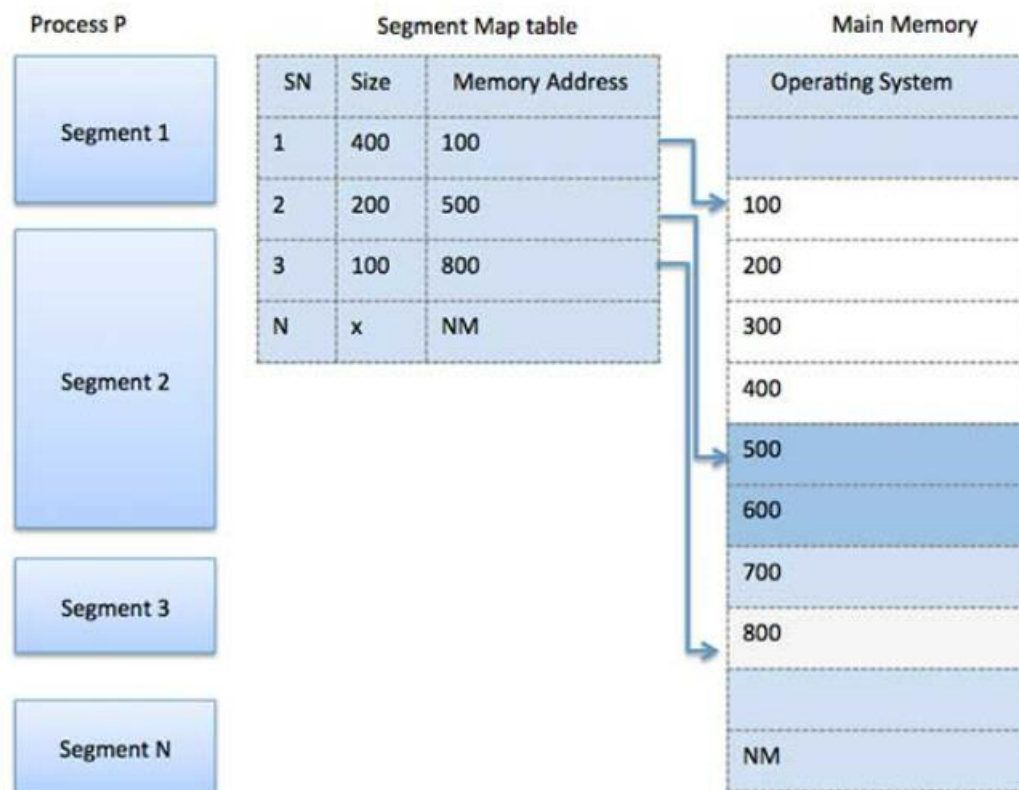 Process P
Segment 1
Segment 2
Segment 3
Segment N
Segment Map table
SN Size Memory Address
1 400 100
2 200 500
3 100 800
N x NM
Main Memory
Operating System
100
200
300
400
500
600
700
800
NM